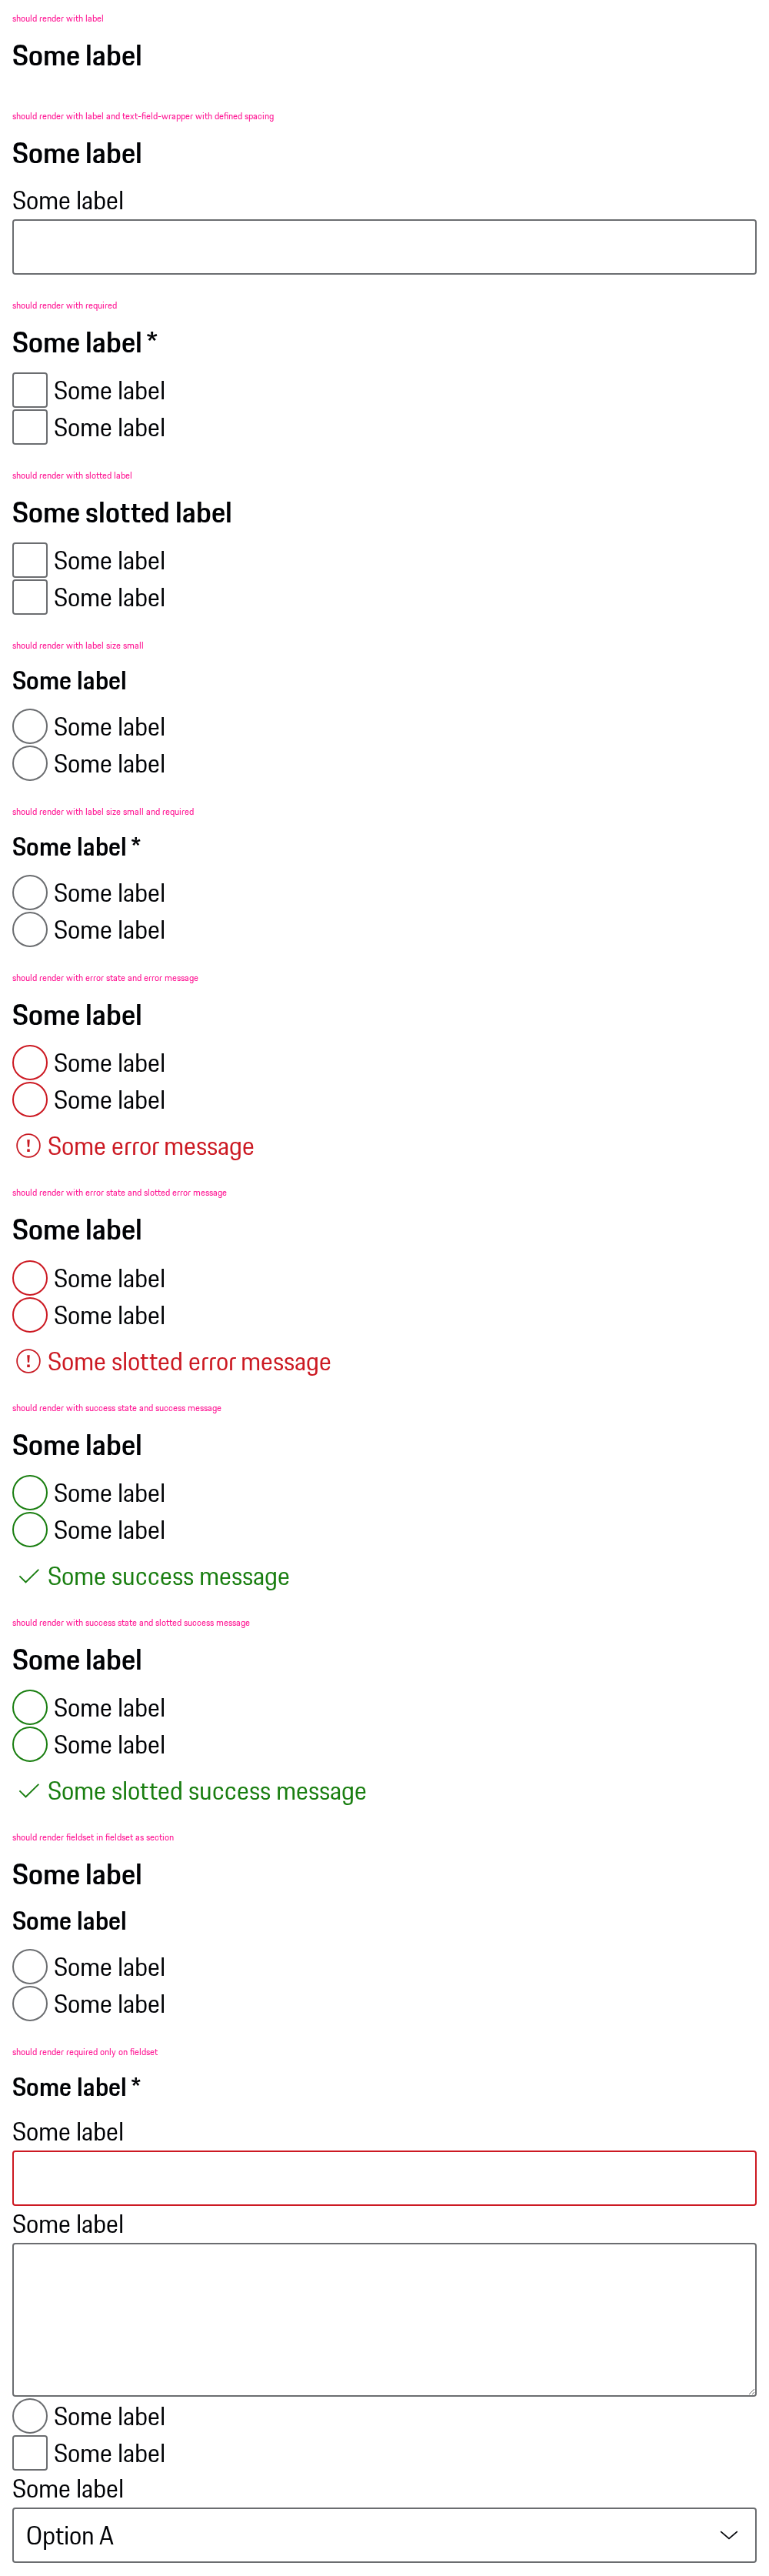 should render with label
Some label
should render with label and text-field-wrapper with defined spacing
Some label
Some label
should render with required
Some label *
Some label
Some label
should render with slotted label
Some slotted label
Some label
Some label
should render with label size small
Some label
Some label
Some label
should render with label size small and required
Some label *
Some label
Some label
should render with error state and error message
Some label
Some label
Some label
Some error message
should render with error state and slotted error message
Some label
Some label
Some label
Some slotted error message
should render with success state and success message
Some label
Some label
Some label
Some success message
should render with success state and slotted success message
Some label
Some label
Some label
Some slotted success message
should render fieldset in fieldset as section
Some label
Some label
Some label
Some label
should render required only on fieldset
Some label *
Some label
Some label
Some label
Some label
Some label
Option A